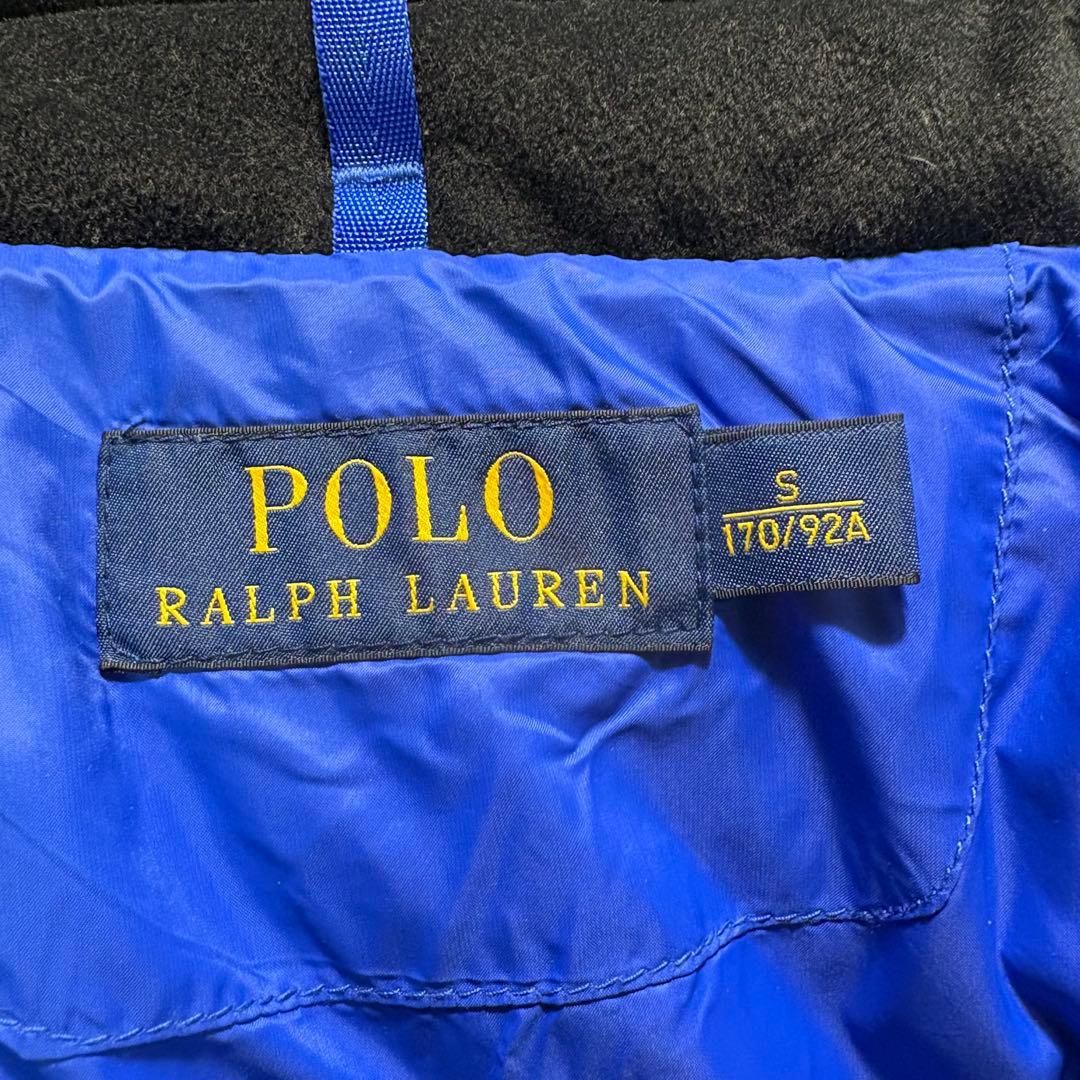 POLO
RALPH LAUREN
S
170/92A